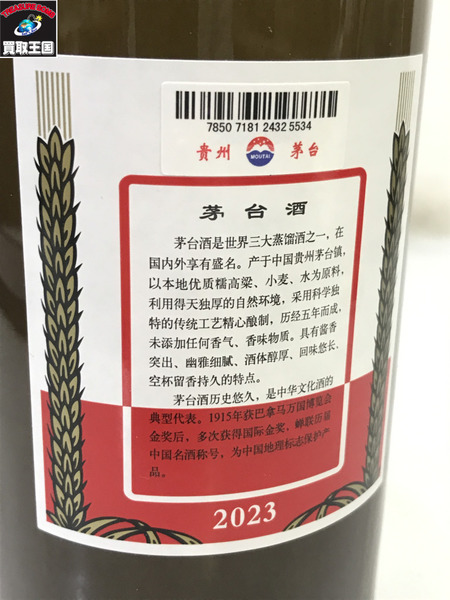 TREASURE KING
買取王国
7850 7181 2432 5534
贵州
MOUTAI
茅台
茅台酒
茅台酒是世界三大蒸馏酒之一，在
国内外享有盛名。产于中国贵州茅台镇，
以本地优质糯高粱、小麦、水为原料，
利用得天独厚的自然环境，采用科学独
特的传统工艺精心酿制，历经五年而成，
未添加任何香气、香味物质。具有酱香
突出、幽雅细腻、酒体醇厚、回味悠长、
空杯留香持久的特点。
茅台酒历史悠久，是中华文化酒的
典型代表。1915年获巴拿马万国博览会
金奖后，多次获得国际金奖，蝉联历届
中国名酒称号，为中国地理标志保护产
品。
2023